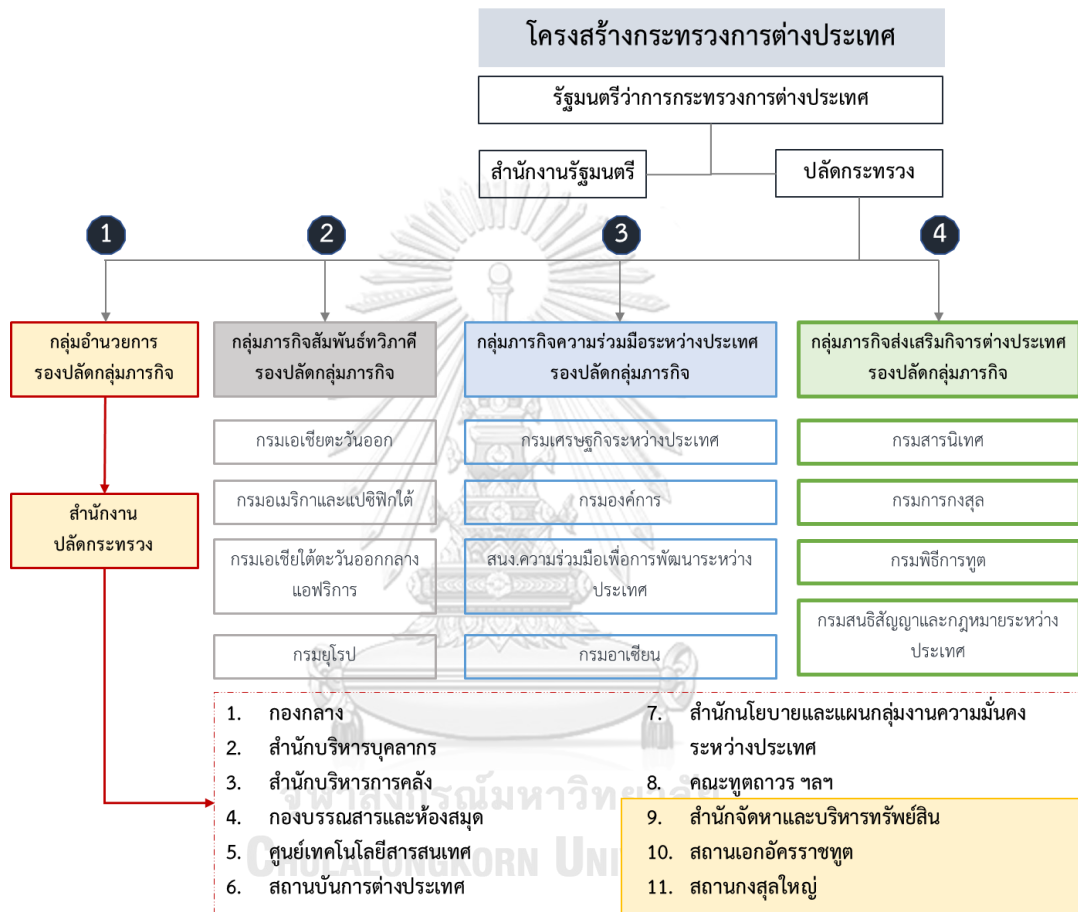 โครงสร้างกระทรวงการต่างประเทศ
รัฐมนตรีว่าการกระทรวงการต่างประเทศ
สำนักงานรัฐมนตรี
ปลัดกระทรวง
1
2
3
4
กลุ่มอำนวยการ
รองปลัดกลุ่มภารกิจ
กลุ่มภารกิจสัมพันธ์ทวิภาคี
รองปลัดกลุ่มภารกิจ
กลุ่มภารกิจความร่วมมือระหว่างประเทศ
รองปลัดกลุ่มภารกิจ
กลุ่มภารกิจส่งเสริมกิจารต่างประเทศ
รองปลัดกลุ่มภารกิจ
สำนักงาน
ปลัดกระทรวง
กรมเอเชียตะวันออก
กรมอเมริกาและแปซิฟิกใต้
กรมเอเชียใต้ตะวันออกกลาง
แอฟริการ
กรมยุโรป
กรมเศรษฐกิจระหว่างประเทศ
กรมองค์การ
สนง.ความร่วมมือเพื่อการพัฒนาระหว่าง
ประเทศ
กรมอาเซียน
กรมสารนิเทศ
กรมการกงสุล
กรมพิธีการทูต
กรมสนธิสัญญาและกฎหมายระหว่าง
ประเทศ
1. กองกลาง
2. สำนักบริหารบุคลากร
3. สำนักบริหารการคลัง
4. กองบรรณสารและห้องสมุด
5. ศูนย์เทคโนโลยีสารสนเทศ
6. สถานบันการต่างประเทศ
7. สำนักนโยบายและแผนกลุ่มงานความมั่นคง
ระหว่างประเทศ
8. คณะทูตถาวร ฯลฯ
9. สำนักจัดหาและบริหารทรัพย์สิน
10. สถานเอกอัครราชทูต
11. สถานกงสุลใหญ่
จุฬาลงกรณ์มหาวิทยาลัย
CHULALONGKORN UNI